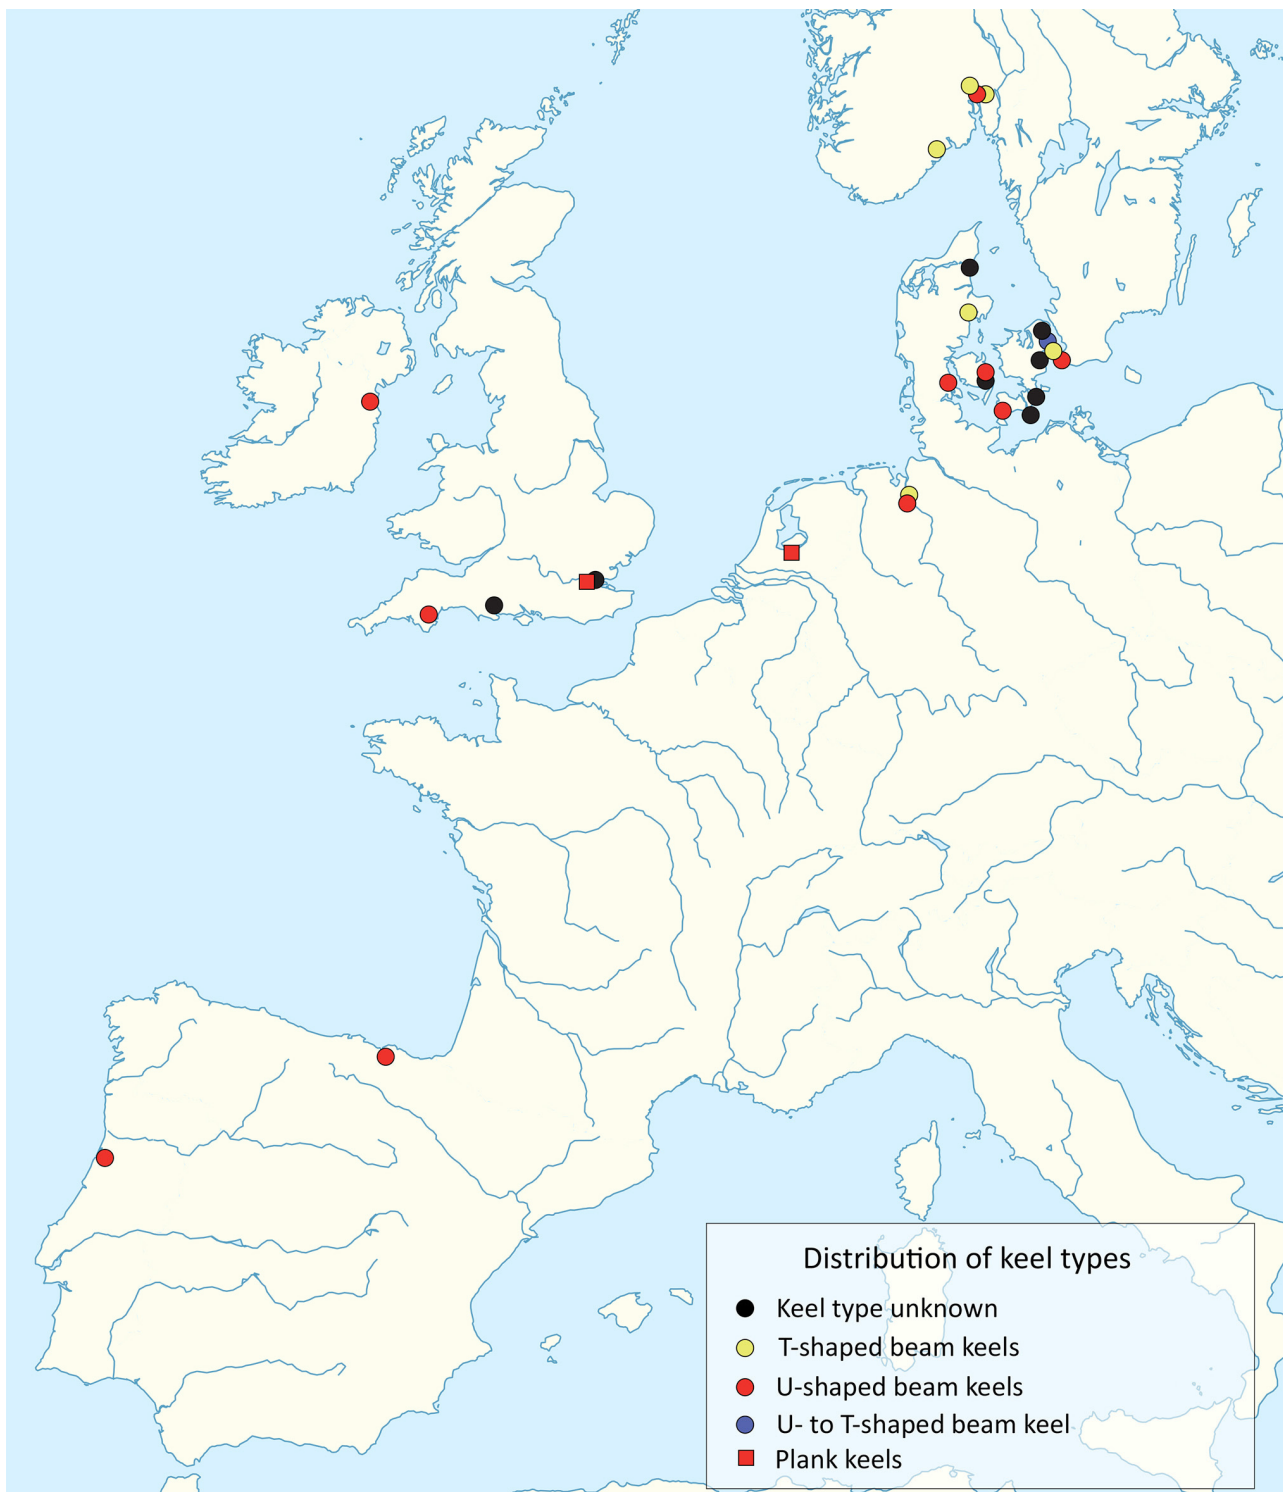 Distribution of keel types
Keel type unknown
T-shaped beam keels
U-shaped beam keels
U- to T-shaped beam keel
Plank keels